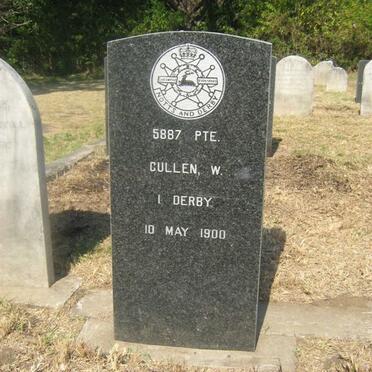 NOTTS AND DERBY
5887 PTE.
CULLEN, W.
1 DERBY.
10 MAY 1900